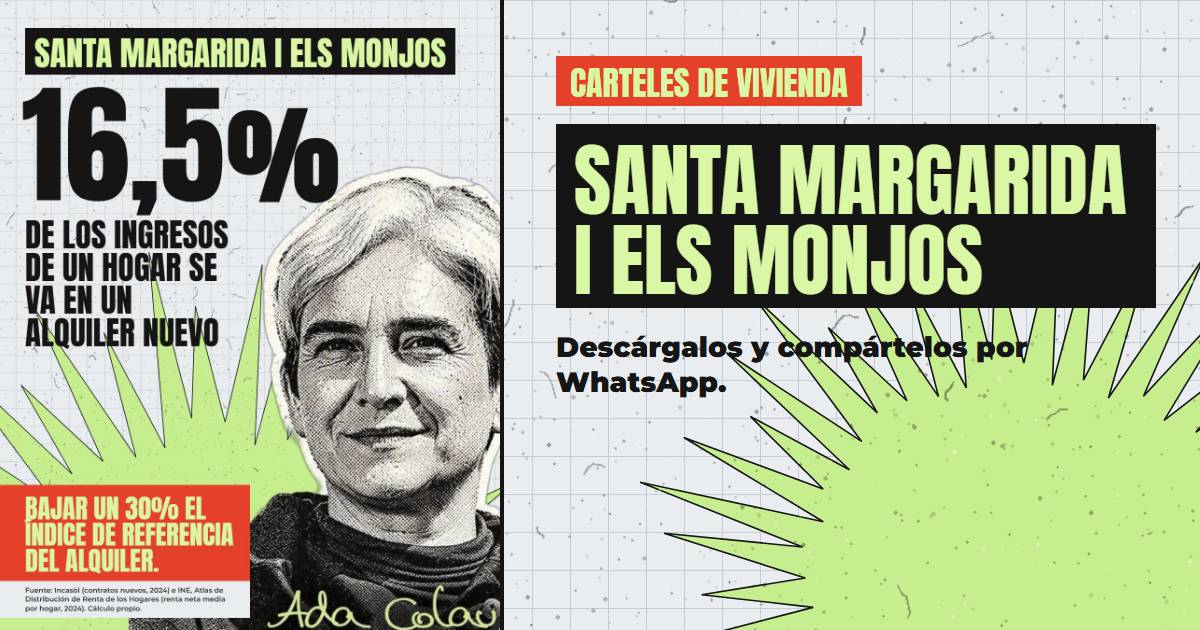 SANTA MARGARIDA I ELS MONJOS
16,5%
DE LOS INGRESOS
DE UN HOGAR SE
VA EN UN
ALQUILER NUEVO
BAJAR UN 30% EL
ÍNDICE DE REFERENCIA
DEL ALQUILER.
Fuente: Incasòl (contratos nuevos, 2024) e INE, Atlas de
Distribución de Renta de los Hogares (renta neta media
por hogar, 2024). Cálculo propio.
Ada Colau
CARTELES DE VIVIENDA
SANTA MARGARIDA
I ELS MONJOS
Descárgalos y compártelos por
WhatsApp.